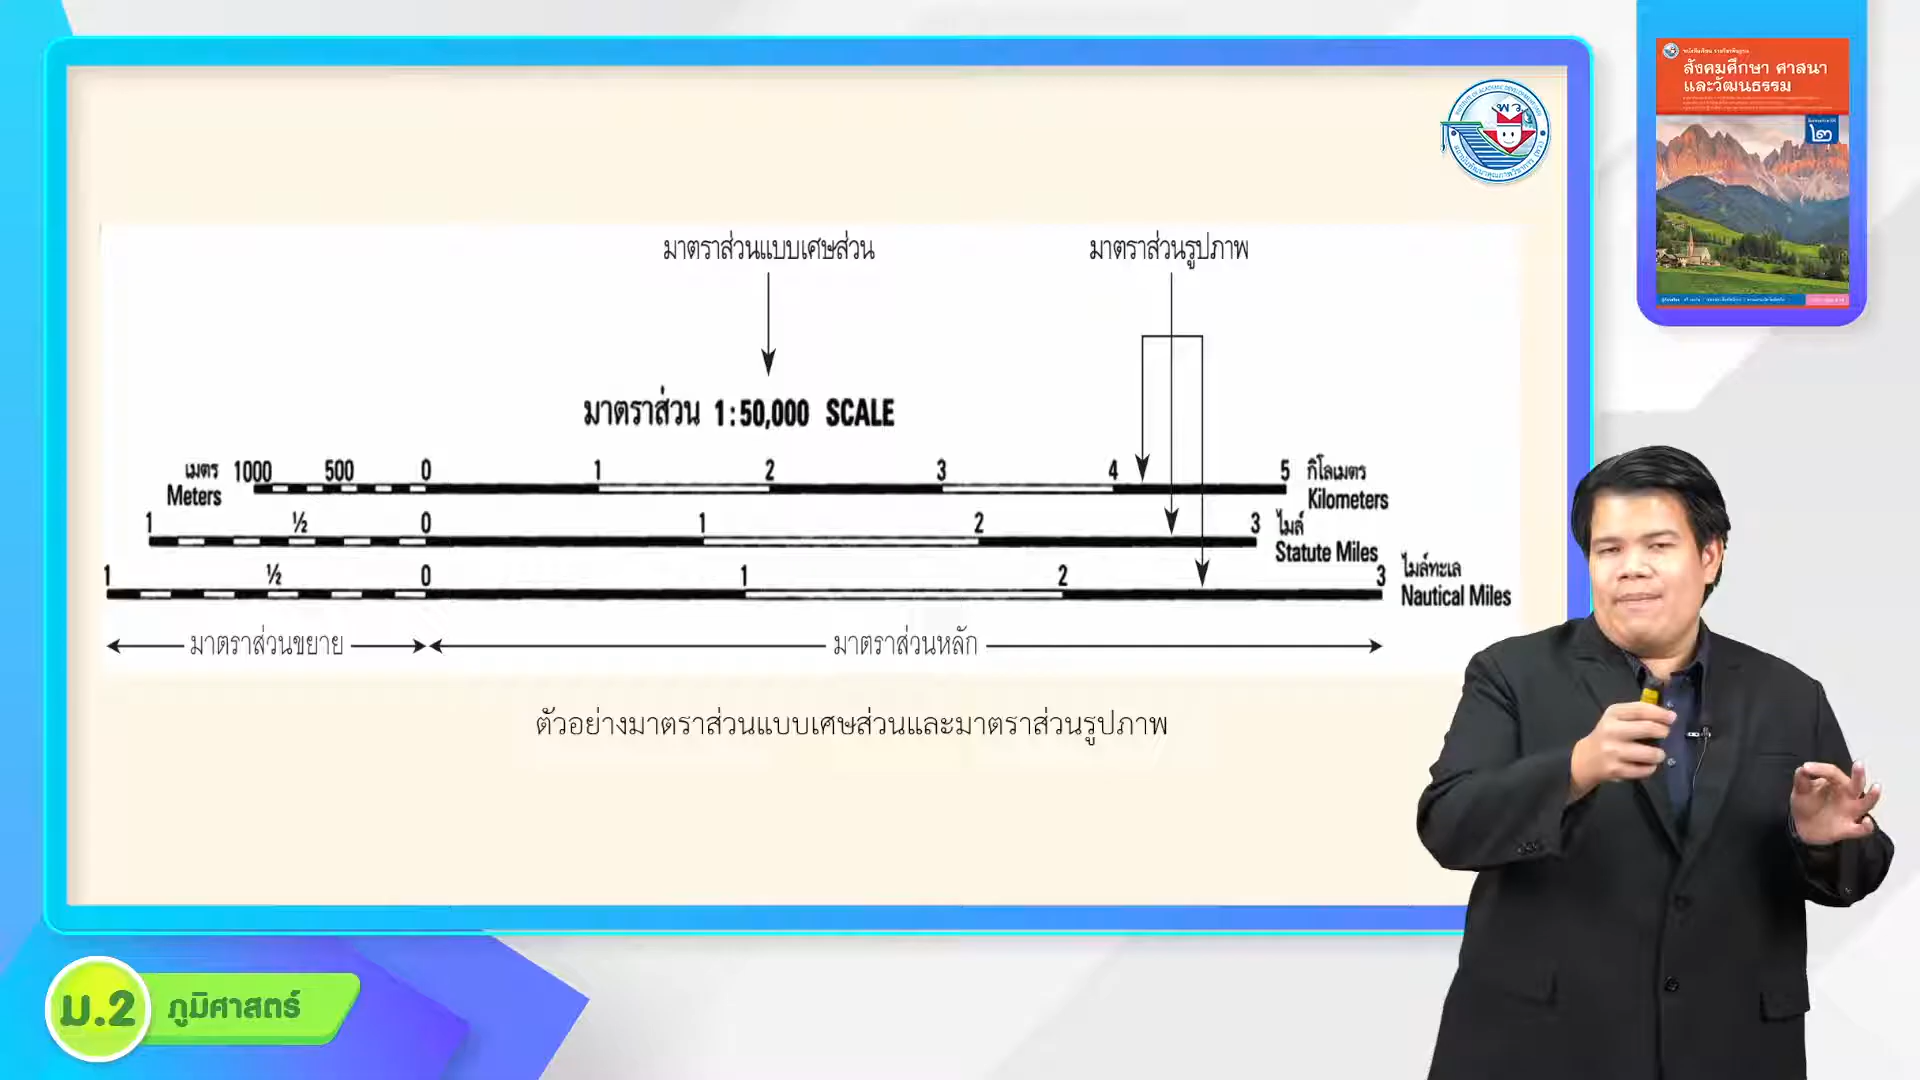 มาตราส่วนแบบเศษส่วน
มาตราส่วนรูปภาพ
มาตราส่วน 1:50,000 SCALE
เมตร 1000 500 0 1 2 3 4 5 กิโลเมตร
Meters Kilometers
1 ½ 0 1 2 3 ไมล์
Statute Miles
1 ½ 0 1 2 3 ไมล์ทะเล
Nautical Miles
มาตราส่วนขยาย มาตราส่วนหลัก
ตัวอย่างมาตราส่วนแบบเศษส่วนและมาตราส่วนรูปภาพ
พว.
สังคมศึกษา ศาสนา
และวัฒนธรรม
๒
ม.2 ภูมิศาสตร์